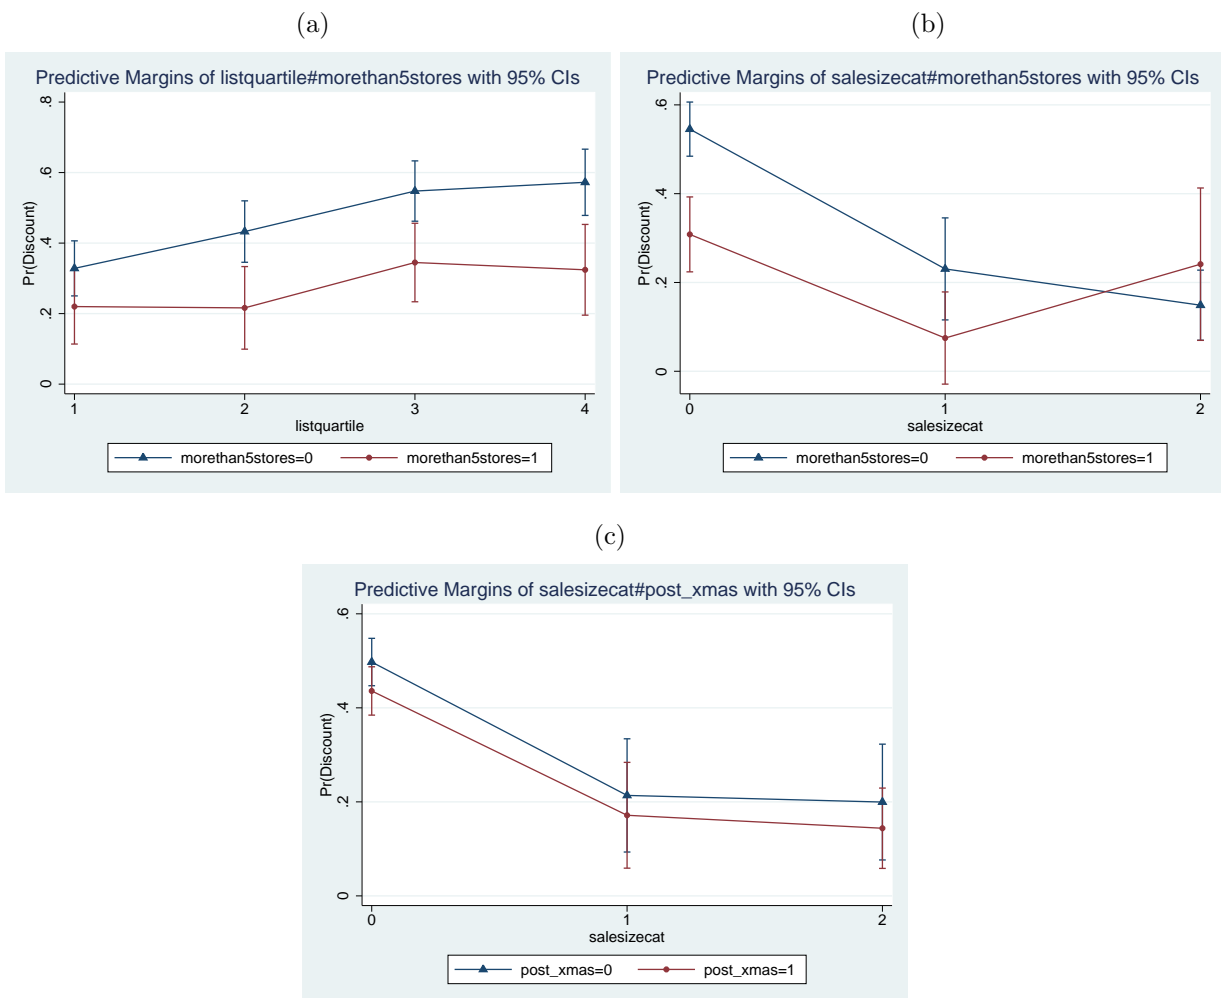 (a)
Predictive Margins of listquartile#morethan5stores with 95% CIs
Pr(Discount)
.8
.6
.4
.2
0
1 2 3 4
listquartile
morethan5stores=0 morethan5stores=1
(b)
Predictive Margins of salesizecat#morethan5stores with 95% CIs
Pr(Discount)
.6
.4
.2
0
0 1 2
salesizecat
morethan5stores=0 morethan5stores=1
(c)
Predictive Margins of salesizecat#post_xmas with 95% CIs
Pr(Discount)
.6
.4
.2
0
0 1 2
salesizecat
post_xmas=0 post_xmas=1